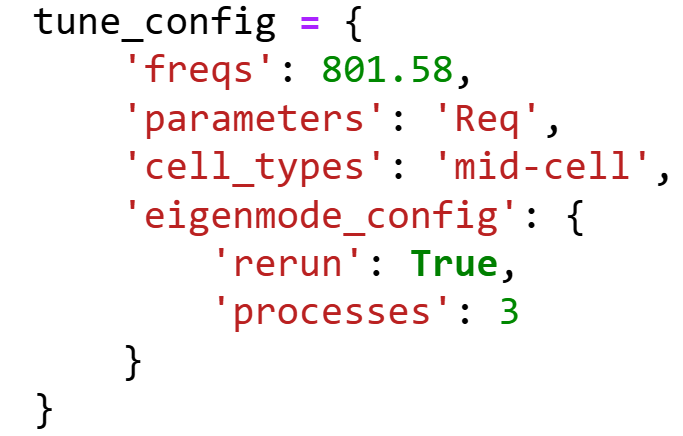 tune_config = {
    'freqs': 801.58,
    'parameters': 'Req',
    'cell_types': 'mid-cell',
    'eigenmode_config': {
        'rerun': True,
        'processes': 3
    }
}